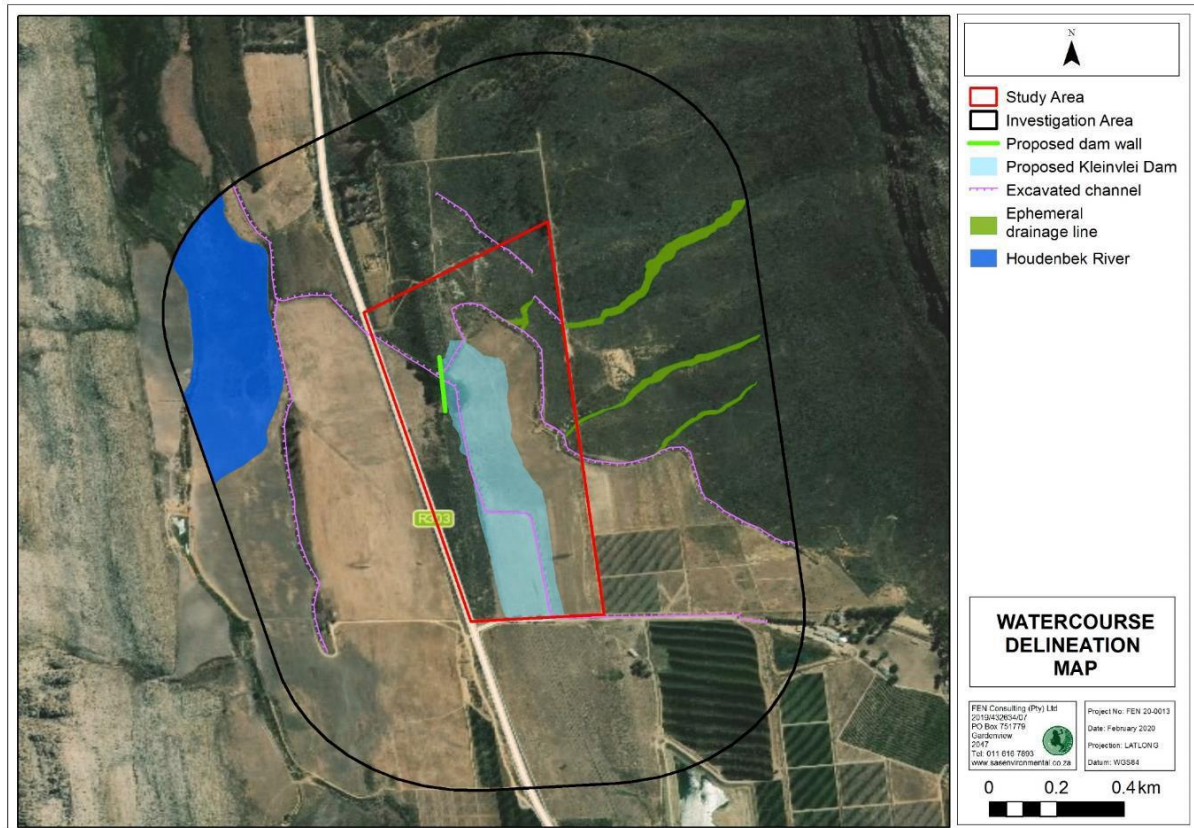 R303
N
Study Area
Investigation Area
Proposed dam wall
Proposed Kleinvlei Dam
Excavated channel
Ephemeral
drainage line
Houdenbek River
WATERCOURSE
DELINEATION
MAP
FEN Consulting (Pty) Ltd
2019/432634/07
PO Box 751779
Gardenview
2047
Tel: 011 616 7893
www.sasenvironmental.co.za
Project No: FEN 20-0013
Date: February 2020
Projection: LATLONG
Datum: WGS84
0 0.2 0.4 km